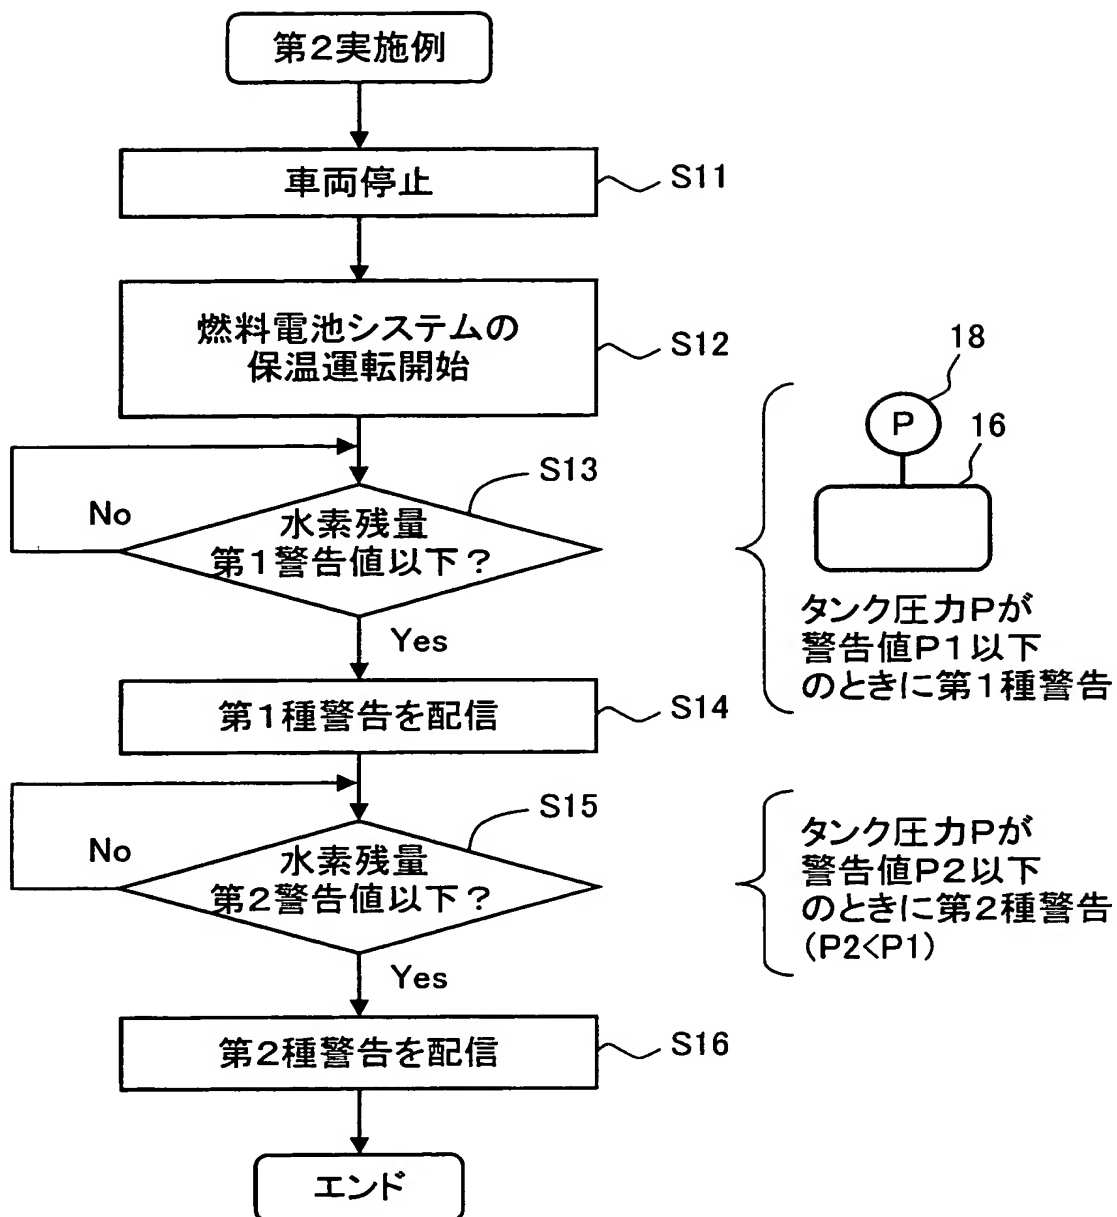 第2実施例
車両停止
S11
燃料電池システムの
保温運転開始
S12
18
P
16
S13
No
水素残量
第1警告値以下？
タンク圧力Pが
警告値P1以下
のときに第1種警告
Yes
第1種警告を配信
S14
S15
No
水素残量
第2警告値以下？
タンク圧力Pが
警告値P2以下
のときに第2種警告
(P2<P1)
Yes
第2種警告を配信
S16
エンド